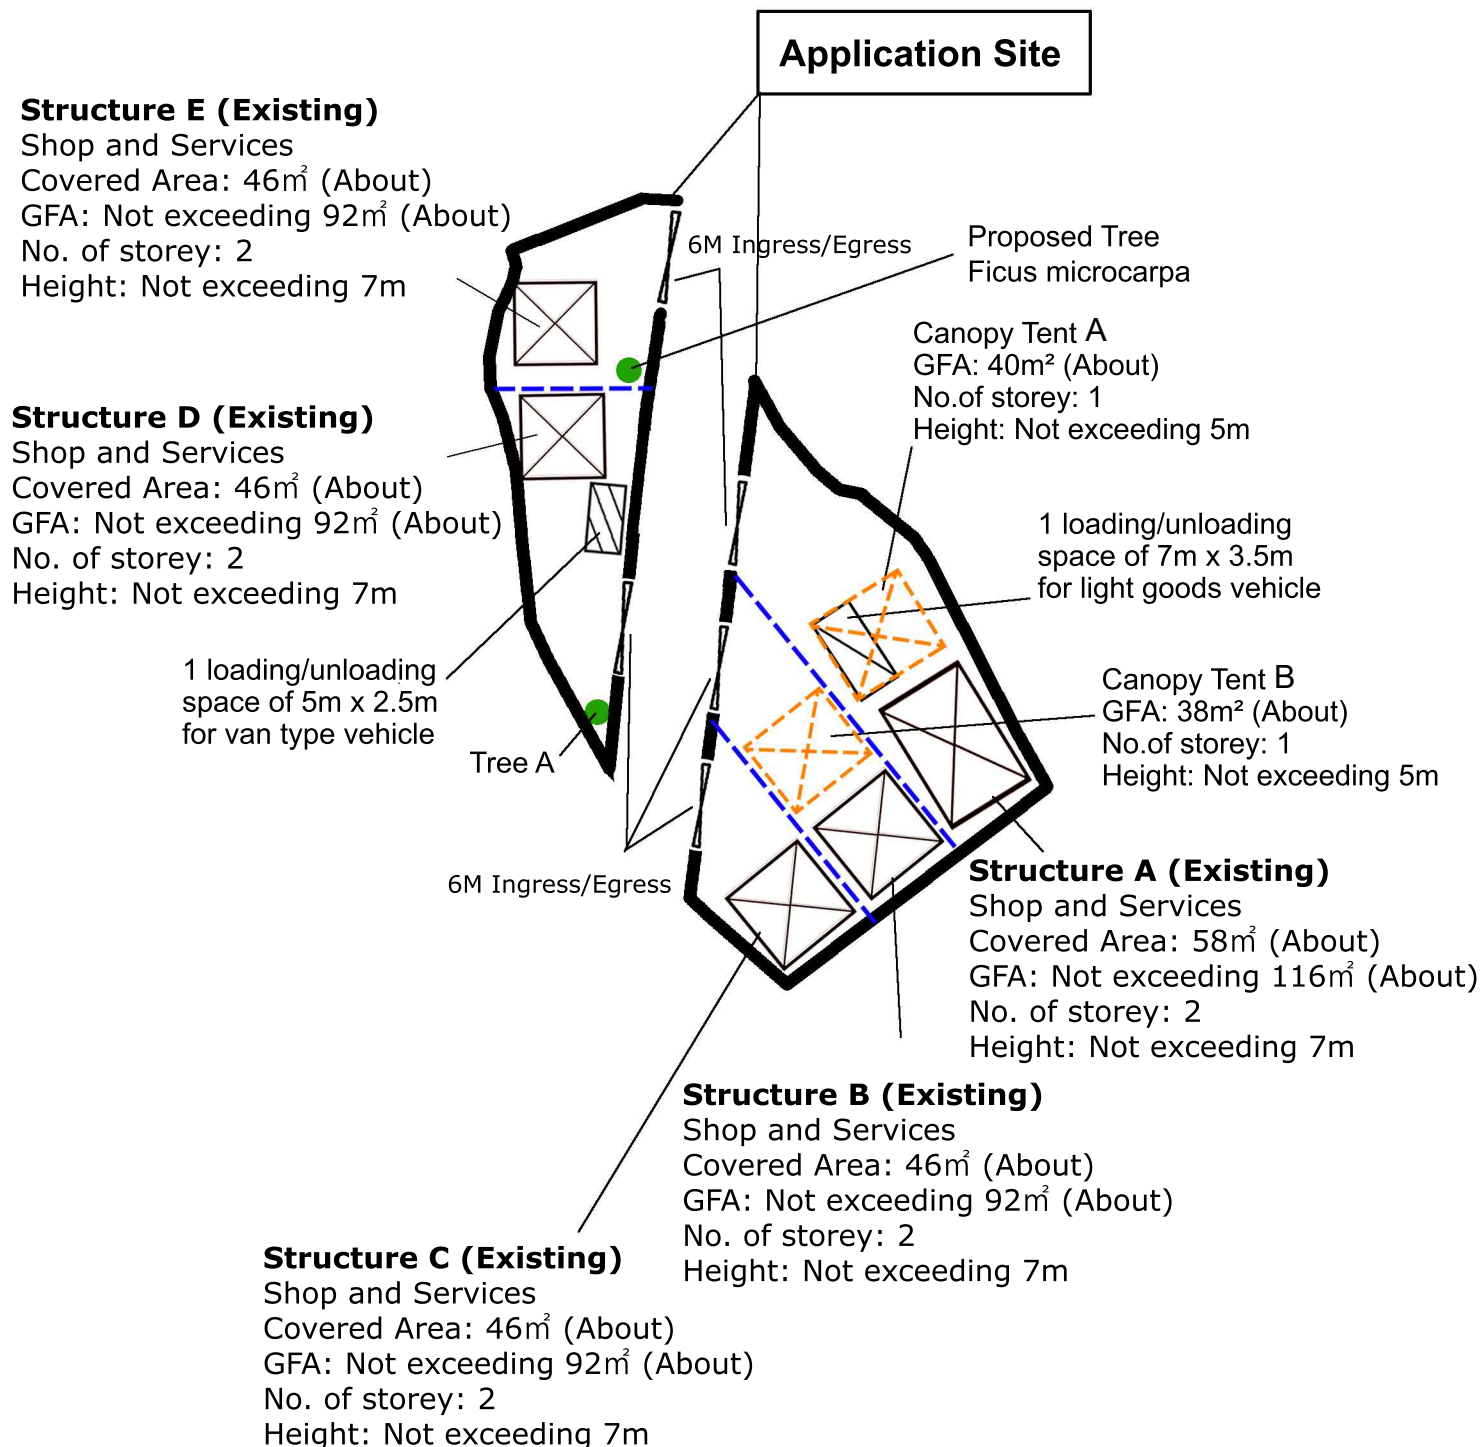 Application Site
Structure E (Existing)
Shop and Services
Covered Area: 46㎡ (About)
GFA: Not exceeding 92㎡ (About)
No. of storey: 2
Height: Not exceeding 7m
6M Ingress/Egress
Proposed Tree
Ficus microcarpa
Canopy Tent A
GFA: 40m² (About)
No.of storey: 1
Height: Not exceeding 5m
Structure D (Existing)
Shop and Services
Covered Area: 46㎡ (About)
GFA: Not exceeding 92㎡ (About)
No. of storey: 2
Height: Not exceeding 7m
1 loading/unloading
space of 7m x 3.5m
for light goods vehicle
1 loading/unloading
space of 5m x 2.5m
for van type vehicle
Tree A
Canopy Tent B
GFA: 38m² (About)
No.of storey: 1
Height: Not exceeding 5m
6M Ingress/Egress
Structure A (Existing)
Shop and Services
Covered Area: 58㎡ (About)
GFA: Not exceeding 116㎡ (About)
No. of storey: 2
Height: Not exceeding 7m
Structure B (Existing)
Shop and Services
Covered Area: 46㎡ (About)
GFA: Not exceeding 92㎡ (About)
No. of storey: 2
Height: Not exceeding 7m
Structure C (Existing)
Shop and Services
Covered Area: 46㎡ (About)
GFA: Not exceeding 92㎡ (About)
No. of storey: 2
Height: Not exceeding 7m